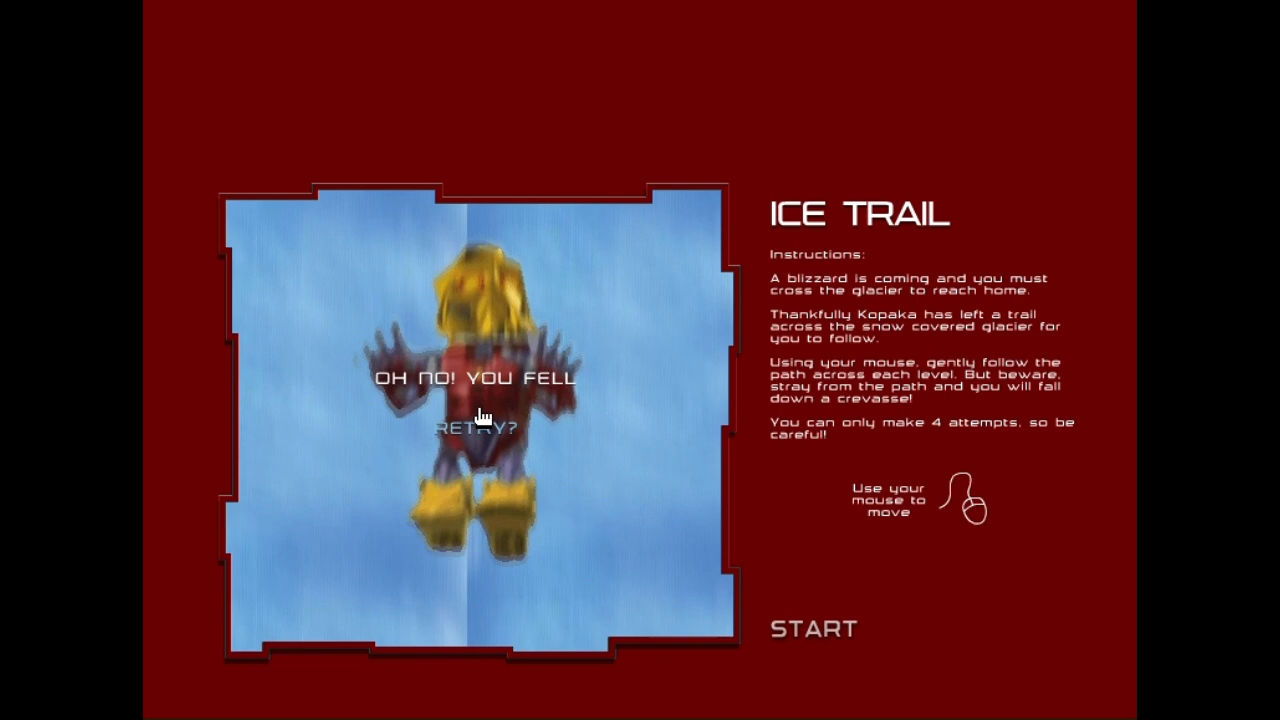 ICE TRAIL
Instructions:
A blizzard is coming and you must
cross the glacier to reach home.
Thankfully Kopaka has left a trail
across the snow covered glacier for
you to follow.
Using your mouse, gently follow the
path across each level. But beware,
stray from the path and you will fall
down a crevasse!
You can only make 4 attempts, so be
careful!
Use your
mouse to
move
START
OH NO! YOU FELL
RETRY?